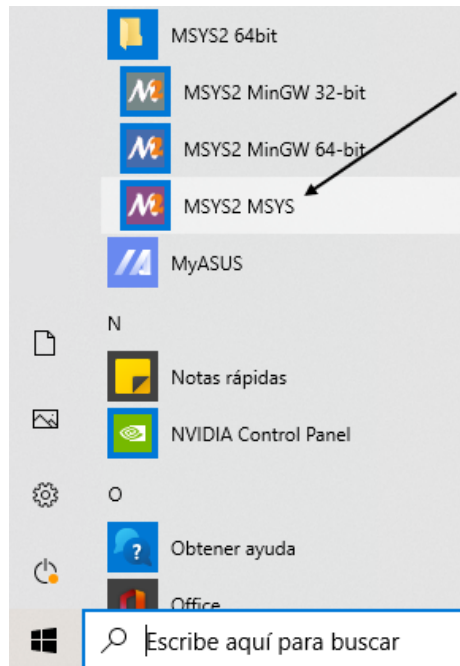 MSYS2 64bit
MSYS2 MinGW 32-bit
MSYS2 MinGW 64-bit
MSYS2 MSYS
MyASUS
N
Notas rápidas
NVIDIA Control Panel
O
Obtener ayuda
Office
Escribe aquí para buscar